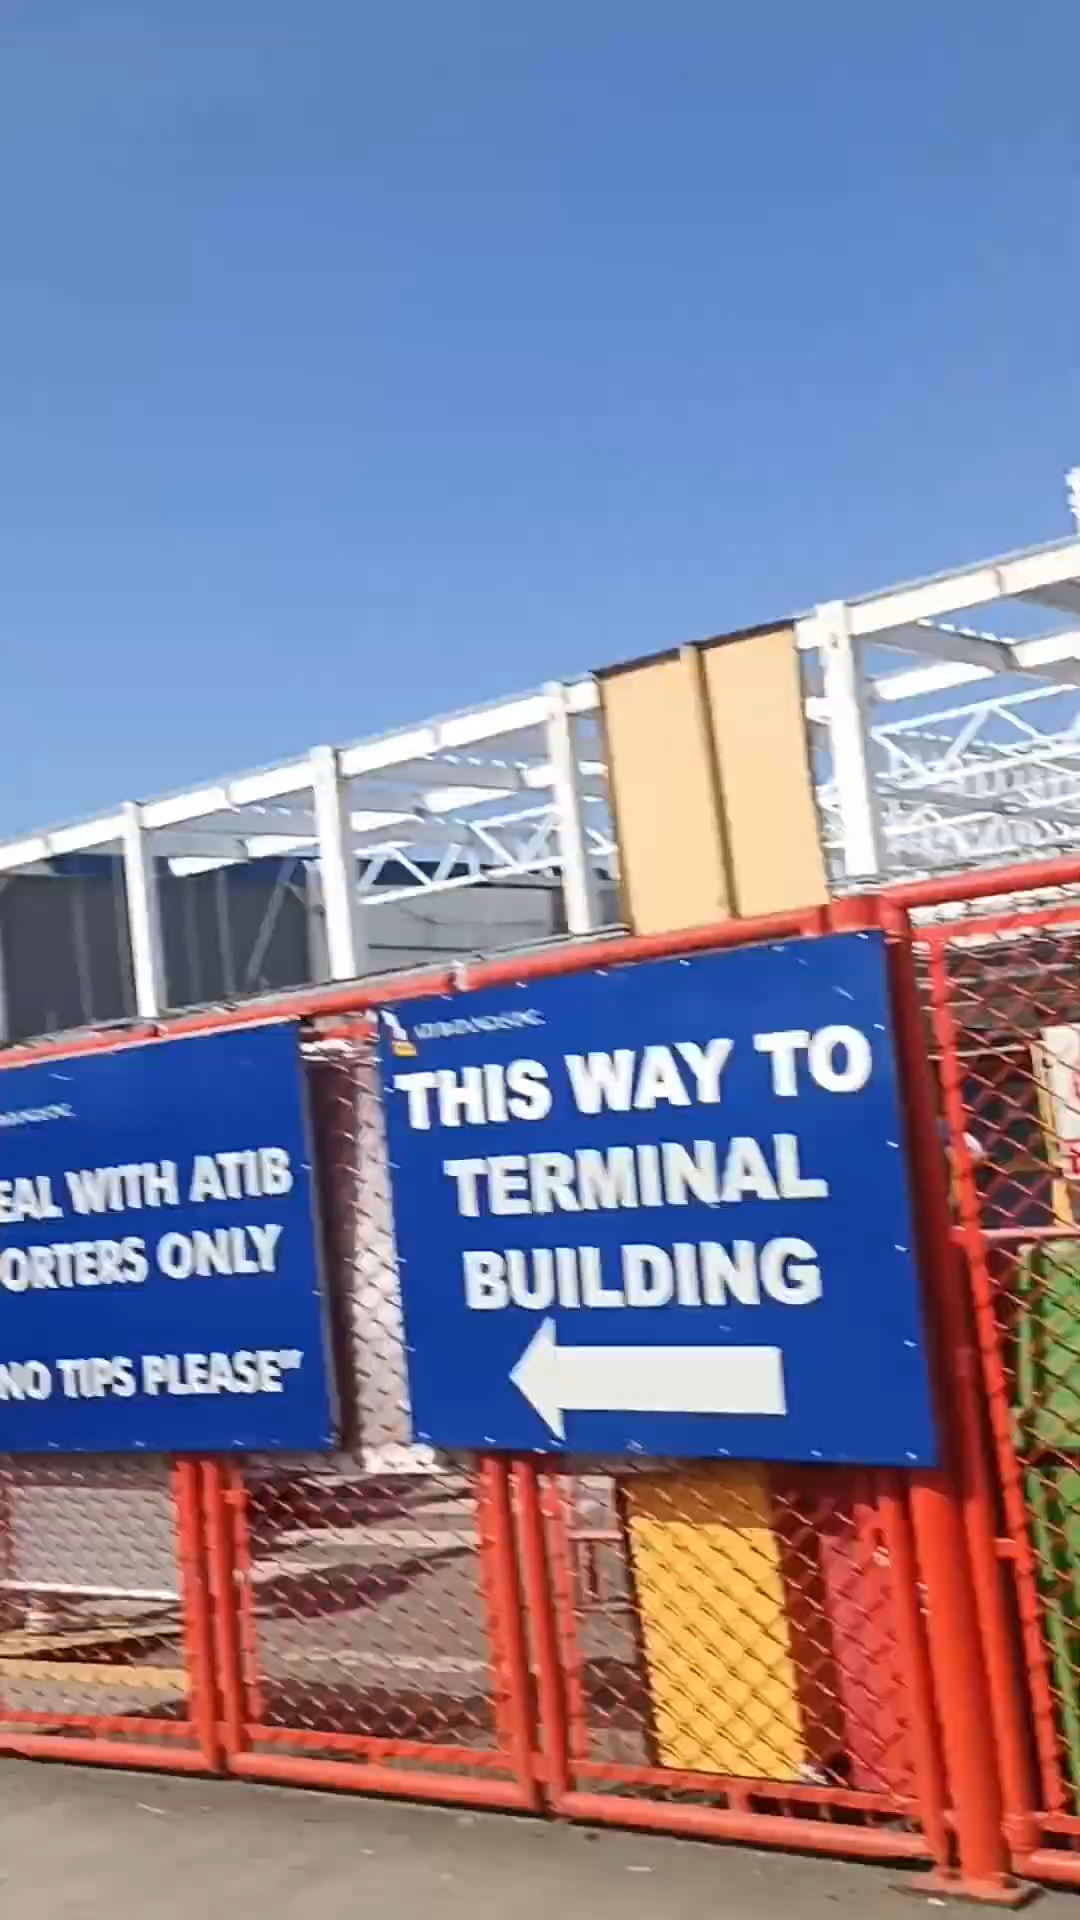 EAL WITH ATIB
ORTERS ONLY
NO TIPS PLEASE"
THIS WAY TO
TERMINAL
BUILDING